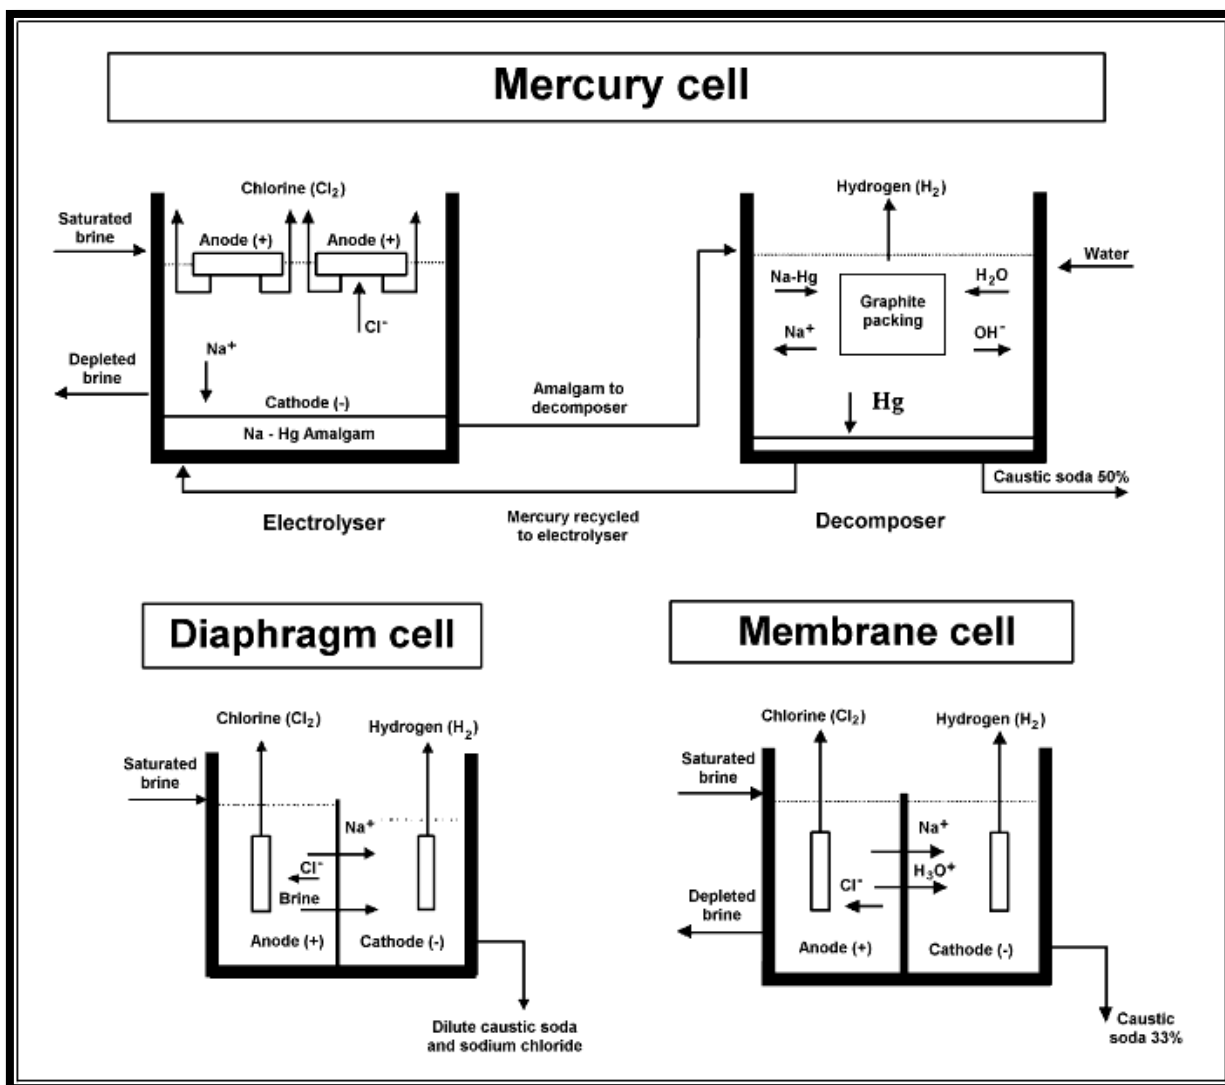 Mercury cell
Chlorine (Cl₂)
Hydrogen (H₂)
Saturated
brine
Anode (+)
Anode (+)
Water
Na-Hg
H₂O
Graphite
packing
Cl⁻
Na⁺
OH⁻
Na⁺
Depleted
brine
Amalgam to
decomposer
Cathode (-)
Hg
Na - Hg Amalgam
Caustic soda 50%
Electrolyser
Mercury recycled
to electrolyser
Decomposer
Diaphragm cell
Chlorine (Cl₂)
Hydrogen (H₂)
Saturated
brine
Na⁺
Cl⁻
Brine
Anode (+)
Cathode (-)
Dilute caustic soda
and sodium chloride
Membrane cell
Chlorine (Cl₂)
Hydrogen (H₂)
Saturated
brine
Na⁺
H₃O⁺
Cl⁻
Depleted
brine
Anode (+)
Cathode (-)
Caustic
soda 33%